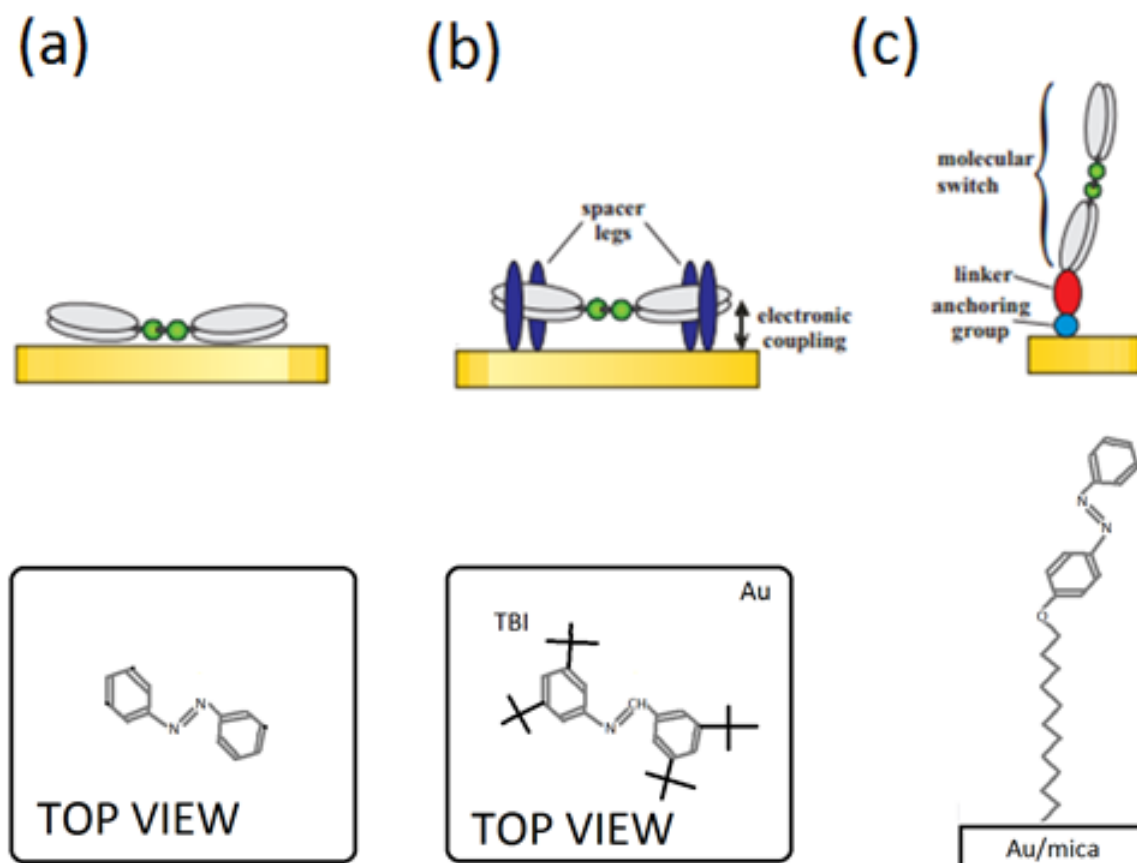 (a)
(b)
(c)
molecular
switch
spacer
legs
linker
anchoring
group
electronic
coupling
Au
TBI
N
N
TOP VIEW
N
CH
TOP VIEW
N
N
O
Au/mica